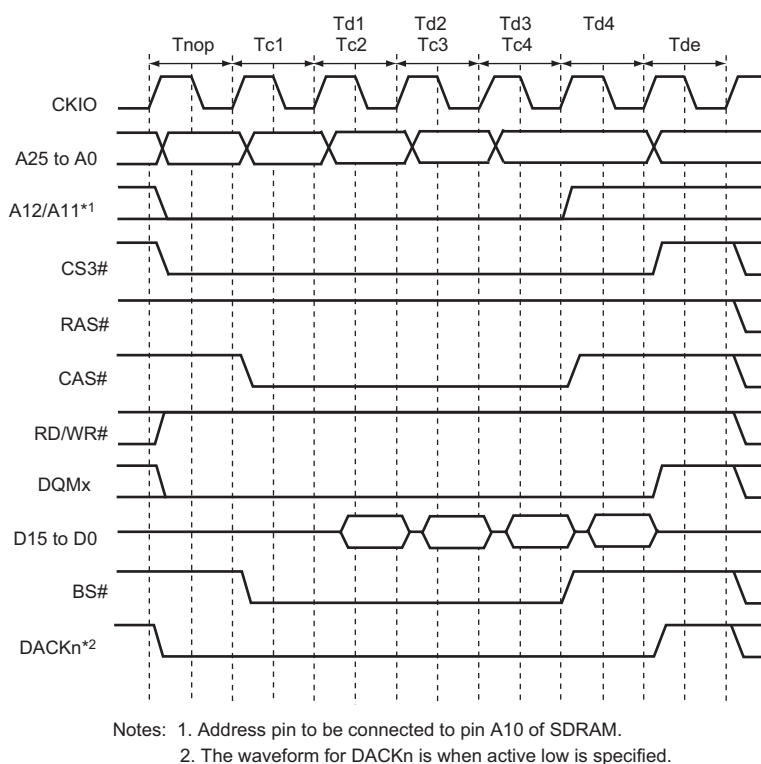 Td1 Td2 Td3 Td4
Tnop Tc1 Tc2 Tc3 Tc4 Tde
CKIO
A25 to A0
A12/A11*1
CS3#
RAS#
CAS#
RD/WR#
DQMx
D15 to D0
BS#
DACKn*2
Notes: 1. Address pin to be connected to pin A10 of SDRAM.
2. The waveform for DACKn is when active low is specified.